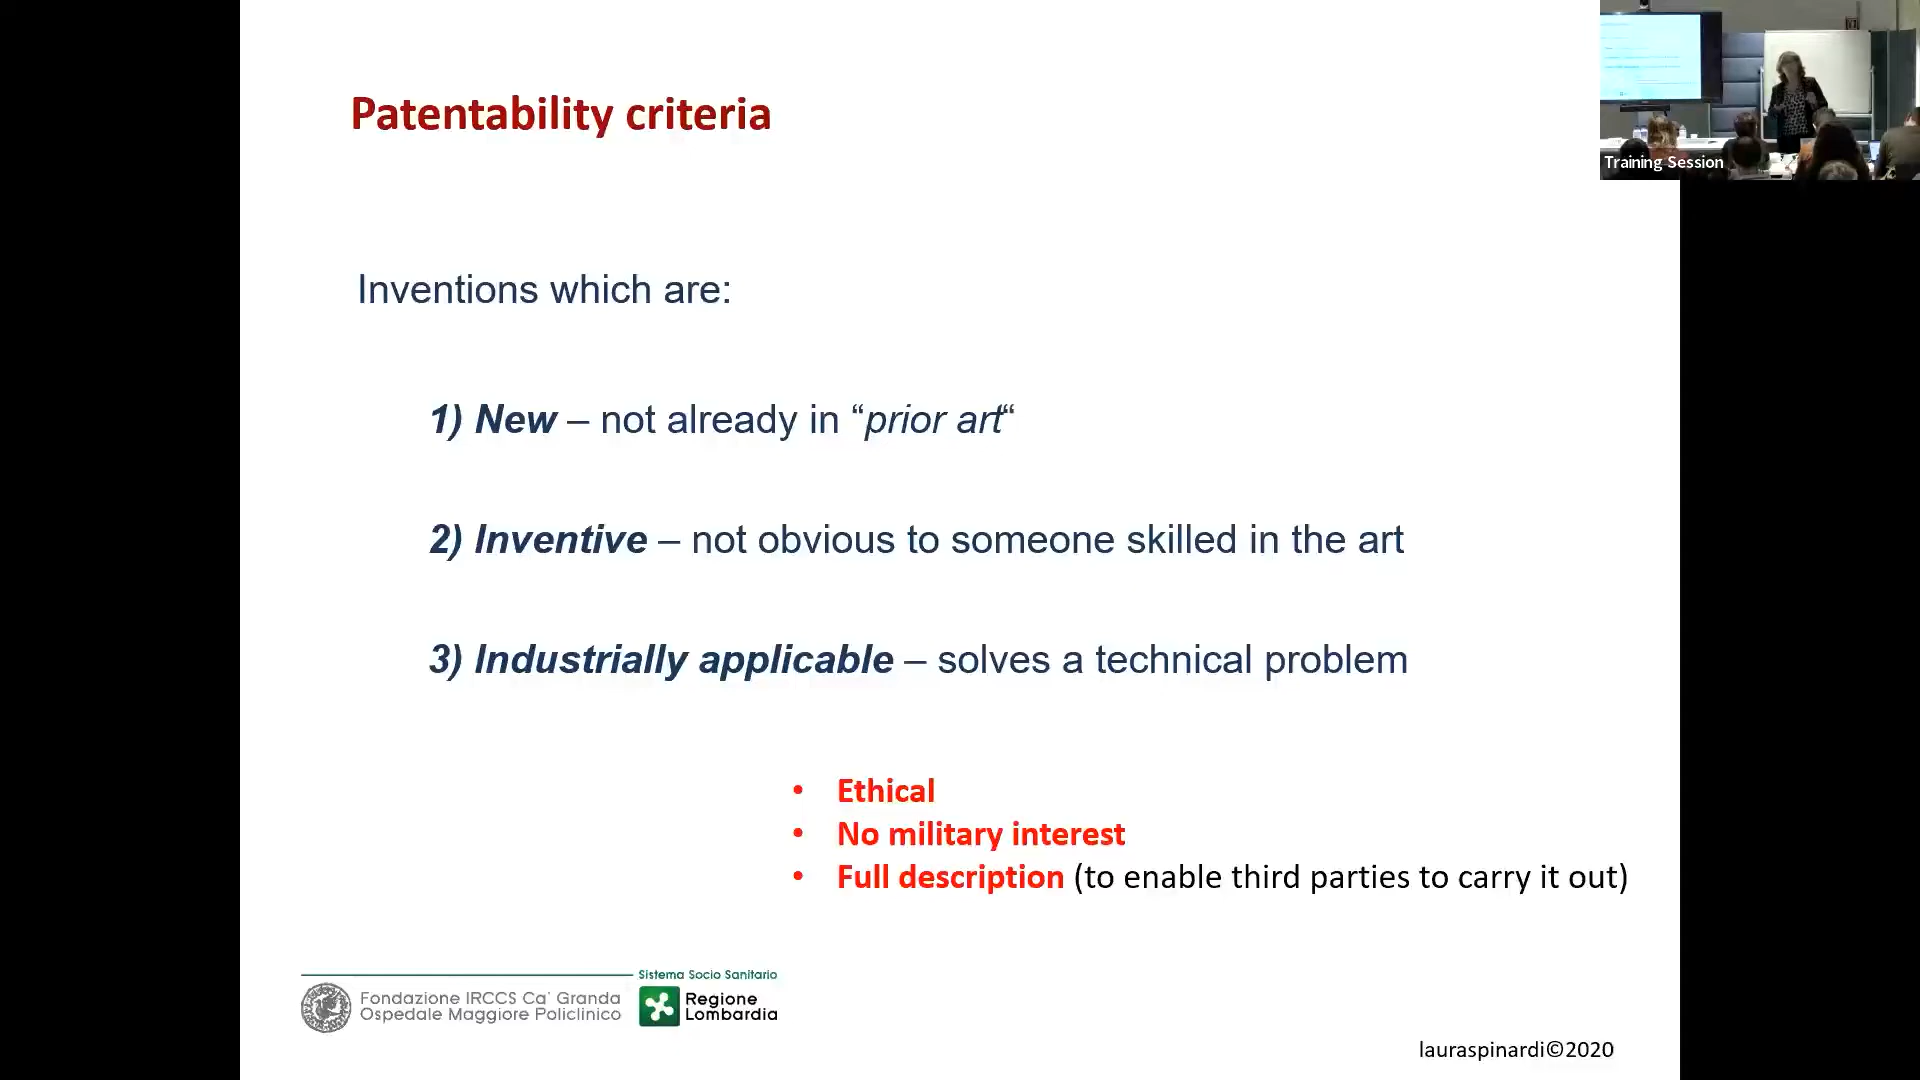 Patentability criteria
Training Session
Inventions which are:
1) New – not already in “prior art“
2) Inventive – not obvious to someone skilled in the art
3) Industrially applicable – solves a technical problem
• Ethical
• No military interest
• Full description (to enable third parties to carry it out)
Sistema Socio Sanitario
Fondazione IRCCS Ca' Granda
Ospedale Maggiore Policlinico
Regione
Lombardia
lauraspinardi©2020